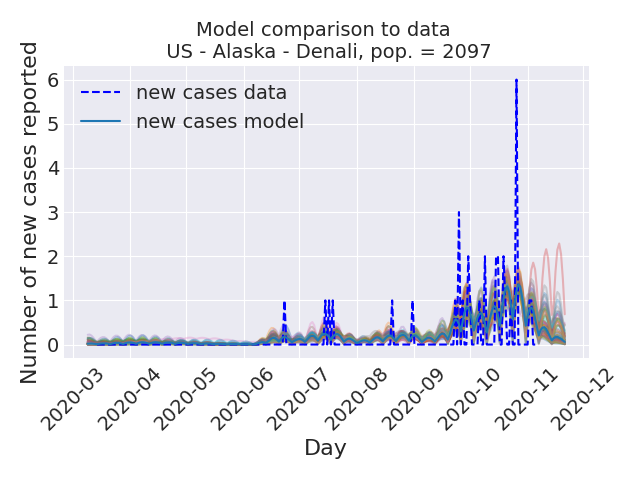 Model comparison to data
US - Alaska - Denali, pop. = 2097
Number of new cases reported
6
5
4
3
2
1
0
new cases data
new cases model
2020-03
2020-04
2020-05
2020-06
2020-07
2020-08
2020-09
2020-10
2020-11
2020-12
Day